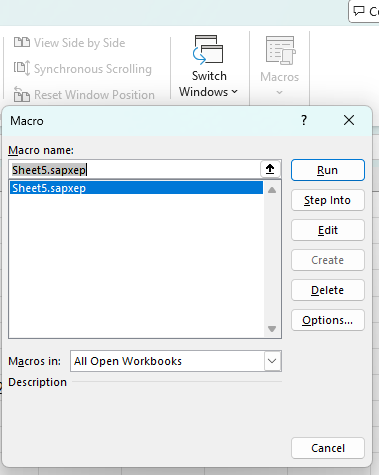 Co
View Side by Side
Synchronous Scrolling
Reset Window Position
Switch
Windows
Macros
Macro
?
Macro name:
Sheet5.sapxep
Run
Sheet5.sapxep
Step Into
Edit
Create
Delete
Options...
Macros in:
All Open Workbooks
Description
Cancel